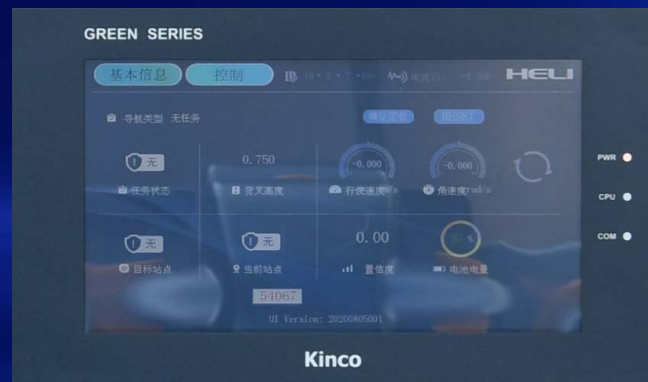 GREEN SERIES
基本信息 控制 HELI
导航类型 无任务 RESET
无 0.750 -0.000 -0.000
任务状态 货叉高度 行使速度 角速度rad/s
PWR
CPU
COM
无 无 0.00
目标站点 当前站点 置信度 电池电量
54067
UI Version: 20200805001
Kinco